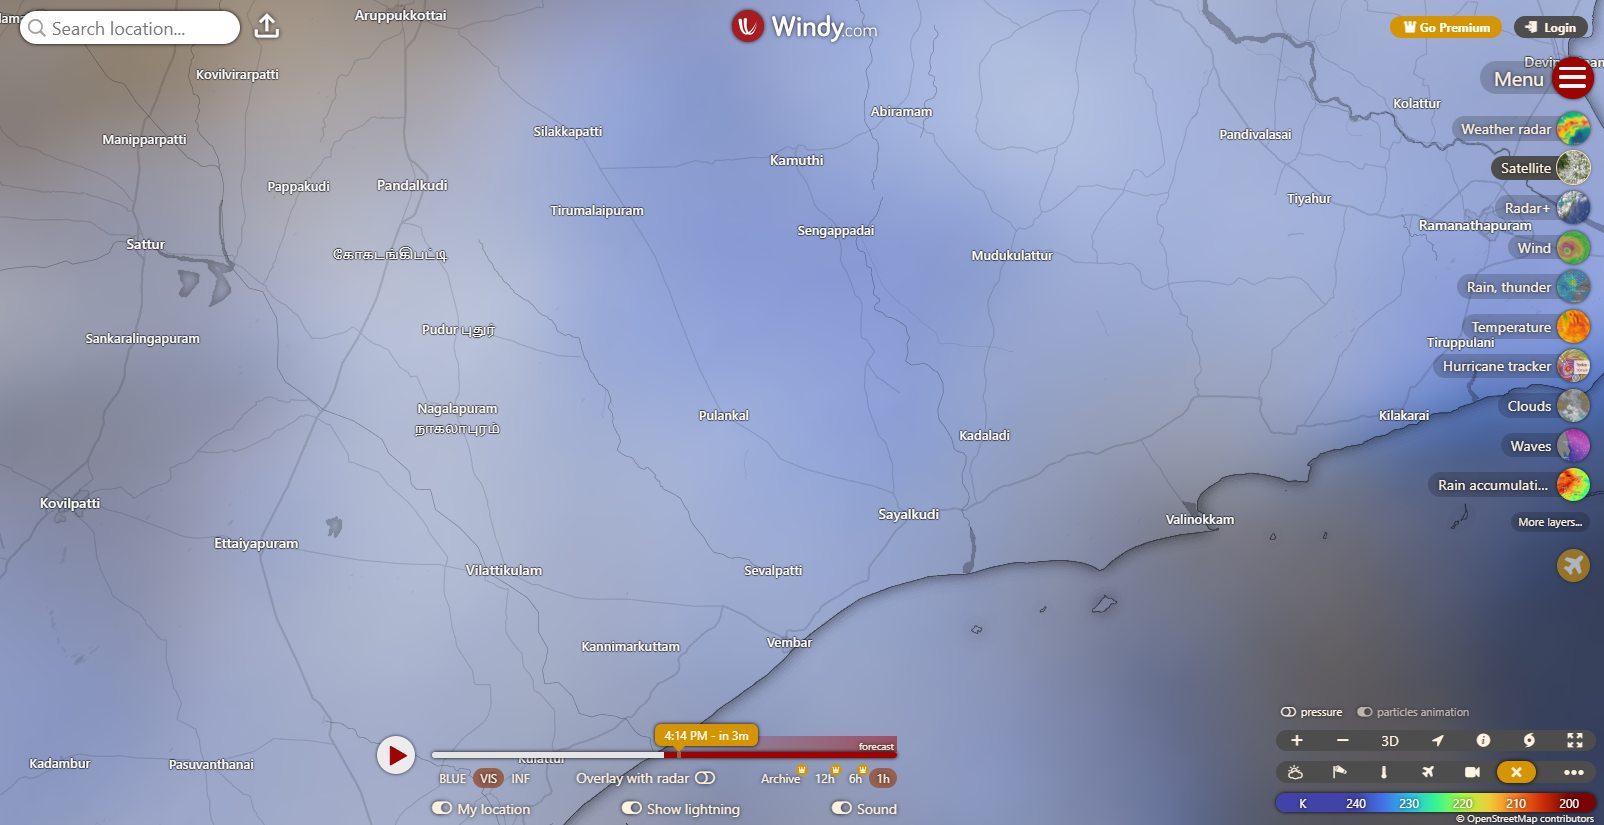 Search location...
Aruppukkottai
Windy.com
Go Premium
Login
Kovilvirarpatti
Menu
Abiramam
Kolattur
Manipparpatti
Silakkapatti
Pandivalasai
Weather radar
Kamuthi
Satellite
Pappakudi
Pandalkudi
Tirumalaipuram
Tiyahur
Radar+
Sengappadai
Ramanathapuram
Sattur
கோகடங்கிபட்டி
Mudukulattur
Wind
Rain, thunder
Pudur புதுர்
Temperature
Sankaralingapuram
Tiruppulani
Hurricane tracker
Nagalapuram
நாகலாபுரம்
Pulankal
Kilakarai
Clouds
Kadaladi
Waves
Rain accumulati...
Kovilpatti
Sayalkudi
Valinokkam
More layers...
Ettaiyapuram
Vilattikulam
Sevalpatti
Kannimarkuttam
Vembar
pressure
particles animation
4:14 PM - in 3m
forecast
3D
Kadambur
Pasuvanthanai
Kulattur
BLUE VIS INF
Overlay with radar
Archive 12h 6h 1h
My location
Show lightning
Sound
K 240 230 220 210 200
© OpenStreetMap contributors